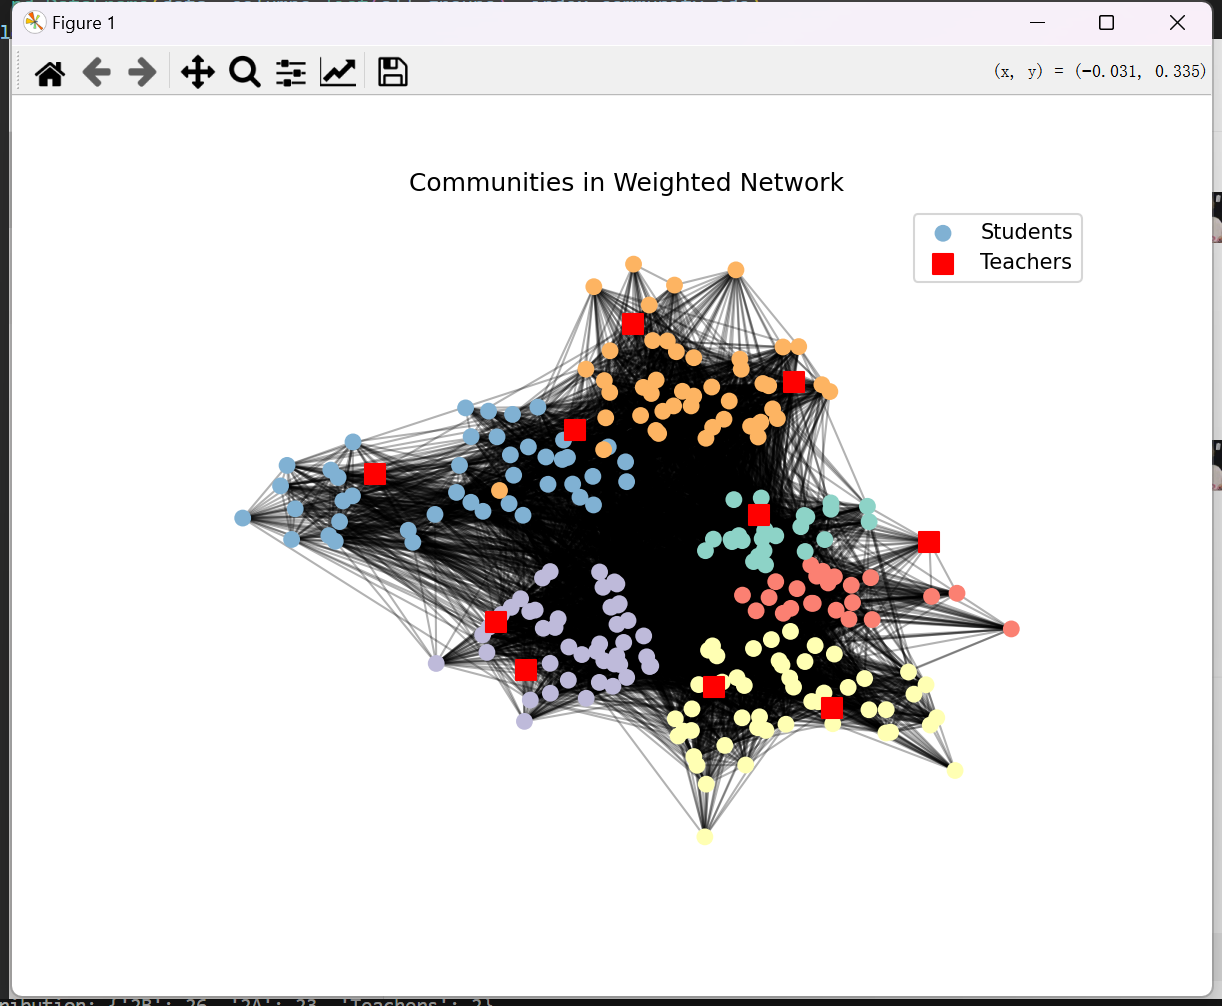 Figure 1
(x, y) = (−0.031, 0.335)
Communities in Weighted Network
Students
Teachers